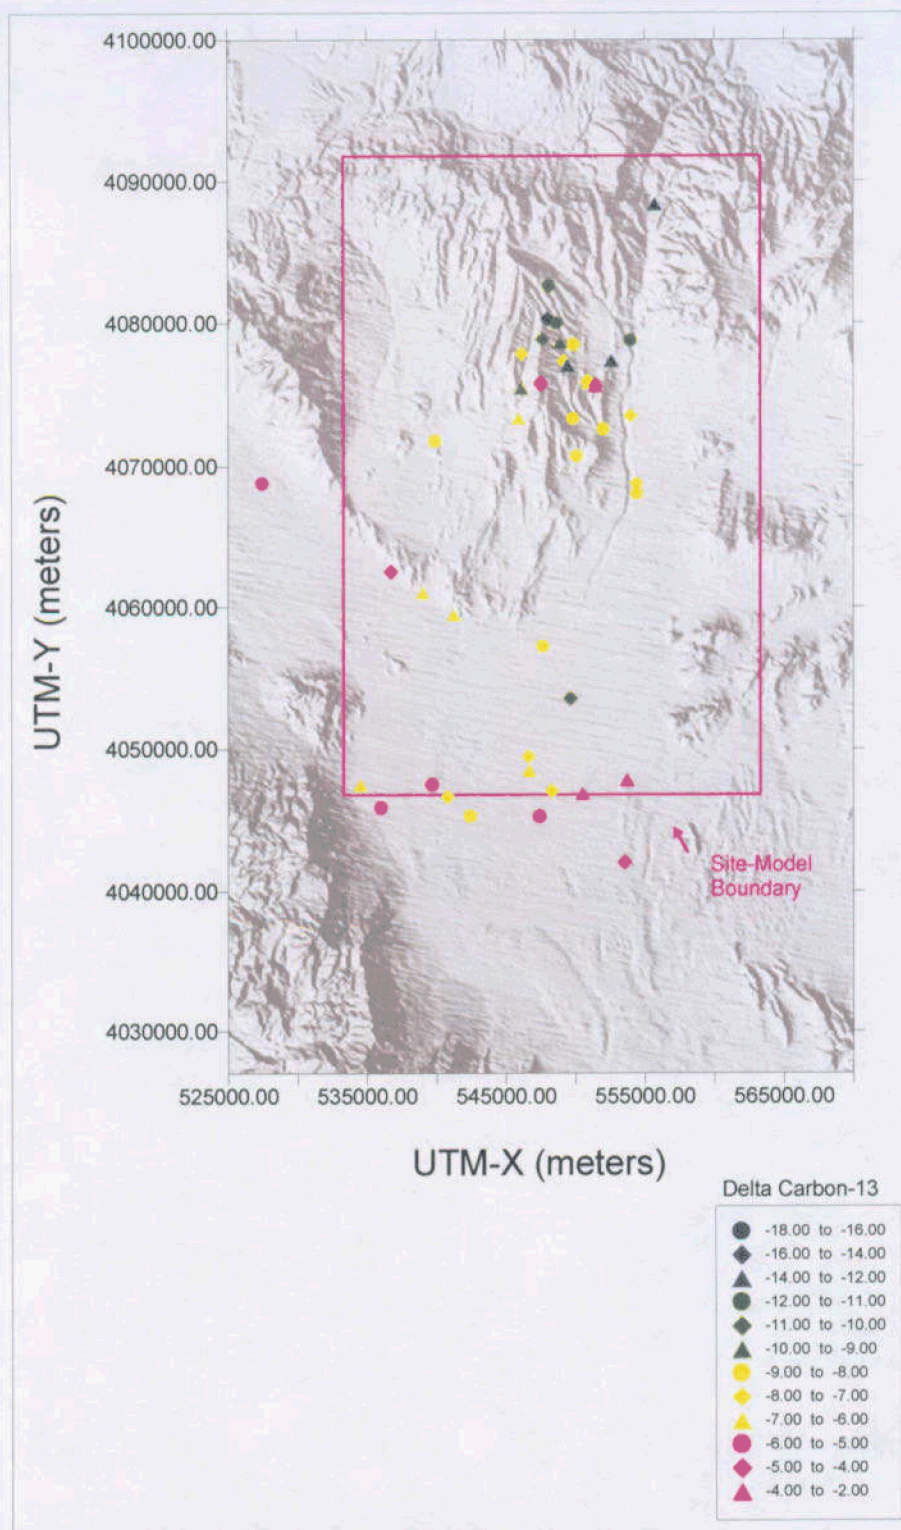 4100000.00
4090000.00
4080000.00
4070000.00
4060000.00
4050000.00
4040000.00
4030000.00
UTM-Y (meters)
525000.00 535000.00 545000.00 555000.00 565000.00
UTM-X (meters)
Site-Model
Boundary
Delta Carbon-13
-18.00 to -16.00
-16.00 to -14.00
-14.00 to -12.00
-12.00 to -11.00
-11.00 to -10.00
-10.00 to -9.00
-9.00 to -8.00
-8.00 to -7.00
-7.00 to -6.00
-6.00 to -5.00
-5.00 to -4.00
-4.00 to -2.00